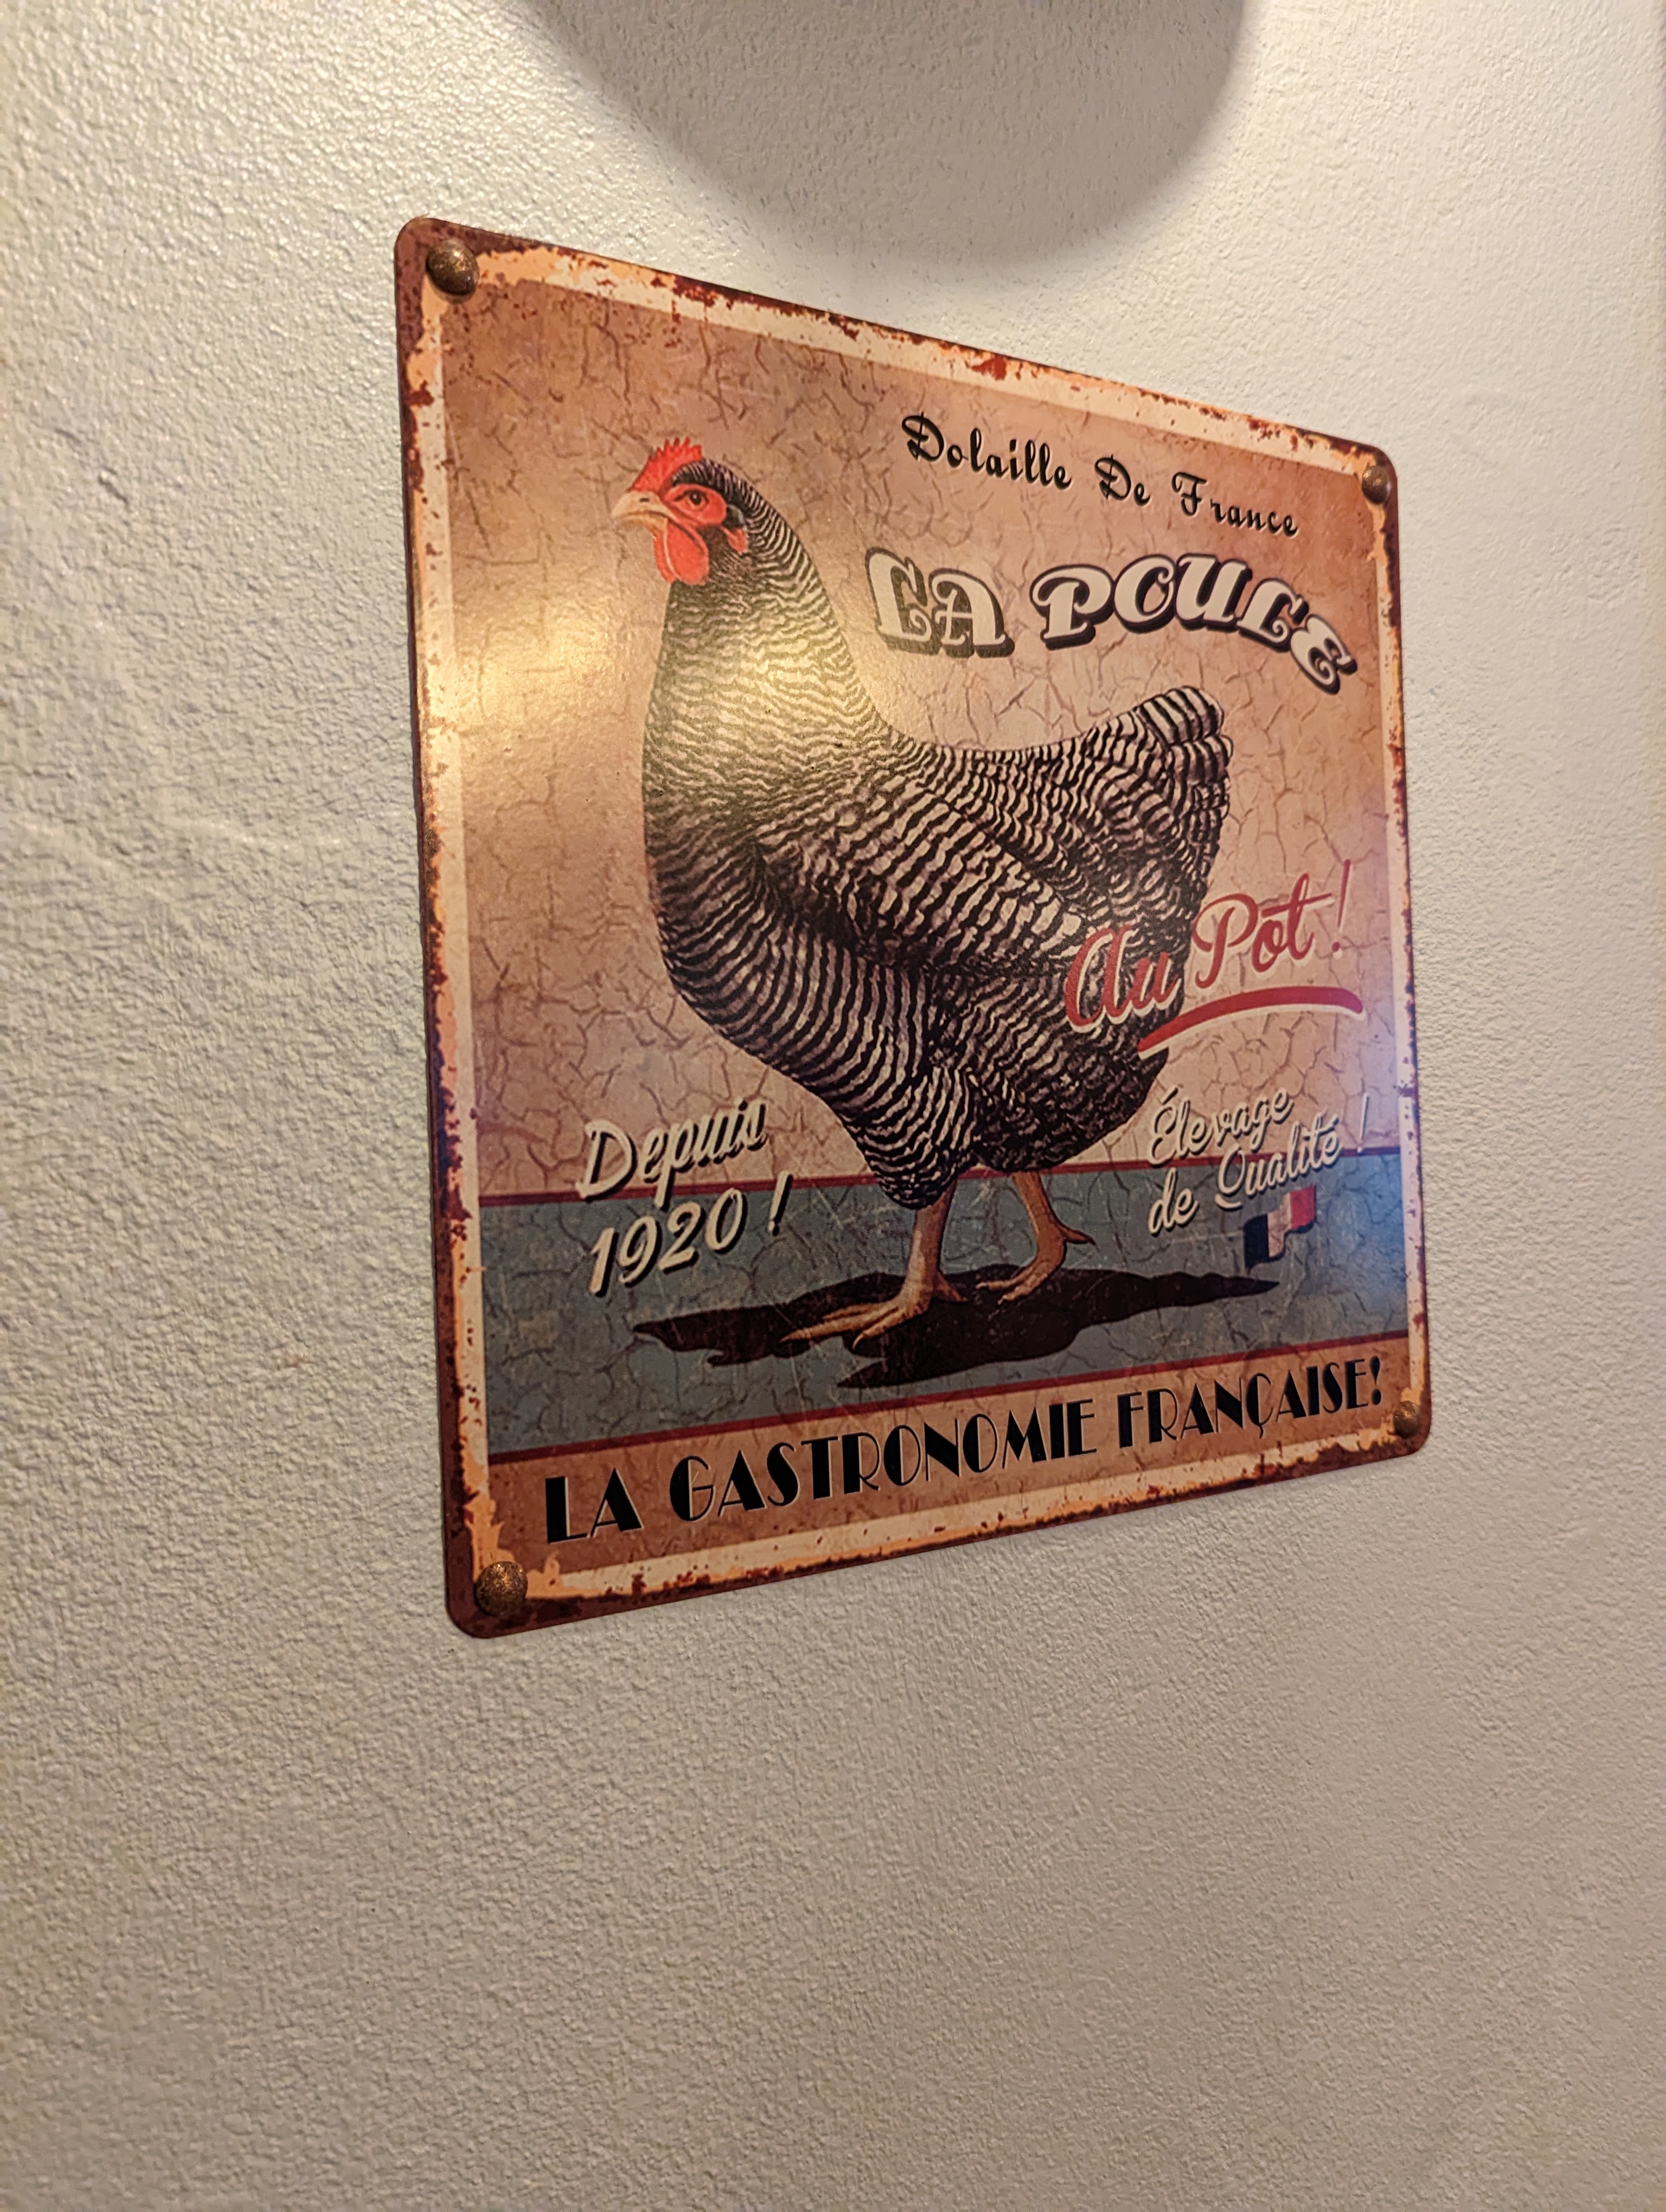 Dolaille De France
LA POULE
Au Pot !
Depuis
1920 !
Élevage
de Qualité !
LA GASTRONOMIE FRANÇAISE!